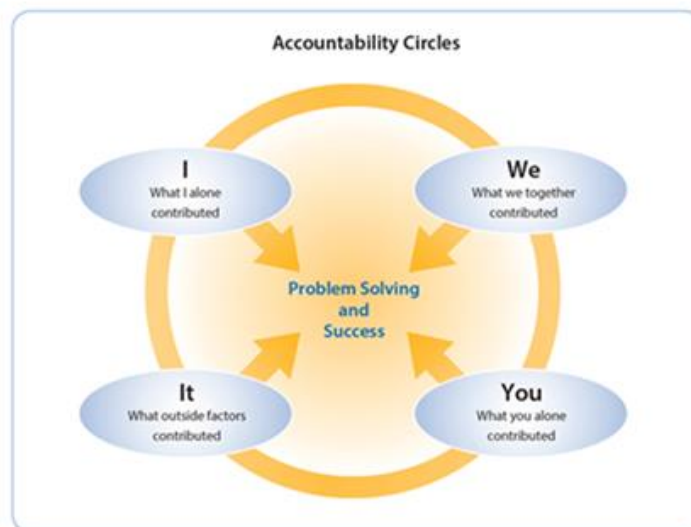 Accountability Circles
I
What I alone
contributed
We
What we together
contributed
Problem Solving
and
Success
It
What outside factors
contributed
You
What you alone
contributed